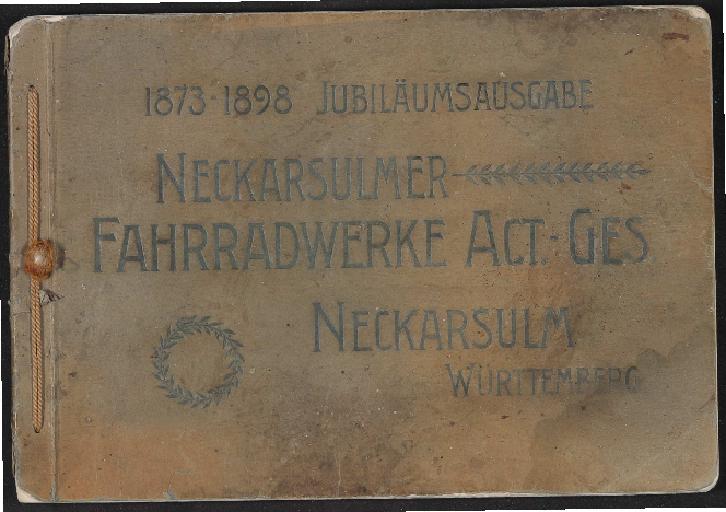 1873-1898 JUBILÄUMSAUSGABE
NECKARSULMER
FAHRRADWERKE ACT.-GES.
NECKARSULM
WÜRTTEMBERG